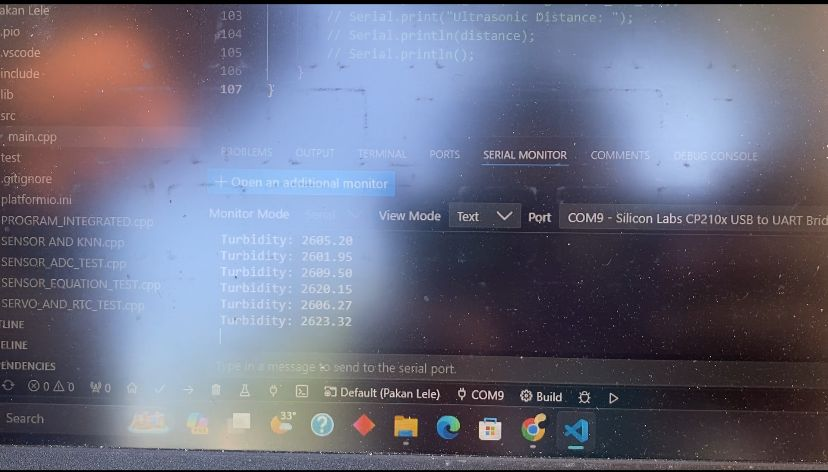 Pakan Lele
.pio
.vscode
include
lib
src
main.cpp
test
.gitignore
platformio.ini
PROGRAM_INTEGRATED.cpp
SENSOR AND KNN.cpp
SENSOR_ADC_TEST.cpp
SENSOR_EQUATION_TEST.cpp
SERVO_AND_RTC_TEST.cpp
TLINE
ELINE
PENDENCIES
103 // Serial.print("Ultrasonic Distance: ");
104 // Serial.println(distance);
105 // Serial.println();
106 }
107 }
PROBLEMS OUTPUT TERMINAL PORTS SERIAL MONITOR COMMENTS DEBUG CONSOLE
+ Open an additional monitor
Monitor Mode Serial View Mode Text Port COM9 - Silicon Labs CP210x USB to UART Brid
Turbidity: 2605.20
Turbidity: 2601.95
Turbidity: 2609.50
Turbidity: 2620.15
Turbidity: 2606.27
Turbidity: 2623.32
Type in a message to send to the serial port.
0 0 0 Default (Pakan Lele) COM9 Build
Search 33°